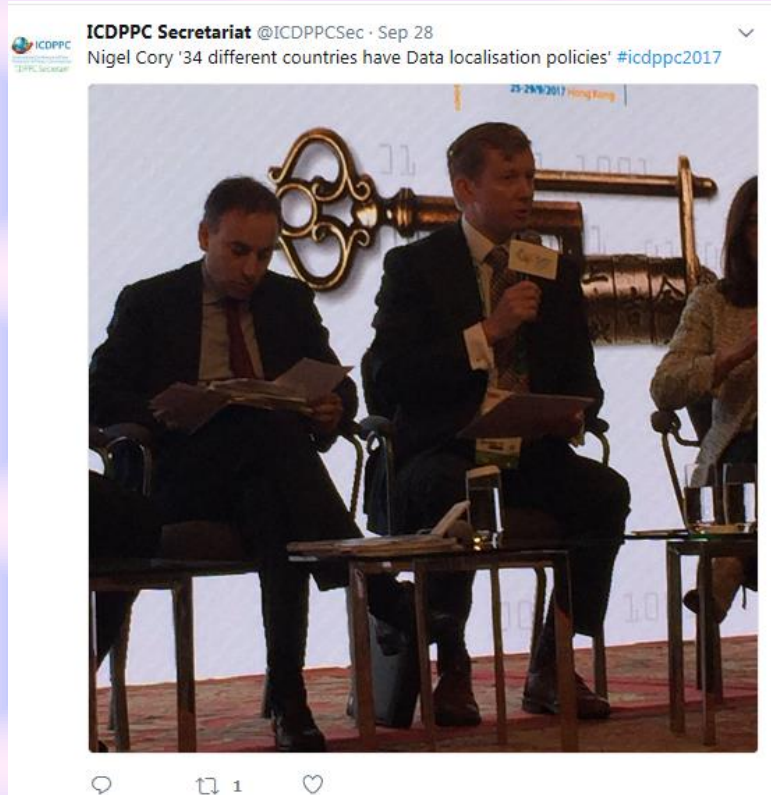 ICDPPC Secretariat @ICDPPCSec · Sep 28
ICDPPC
Nigel Cory '34 different countries have Data localisation policies' #icdppc2017
25-29/9/2017 Hong Kong
1